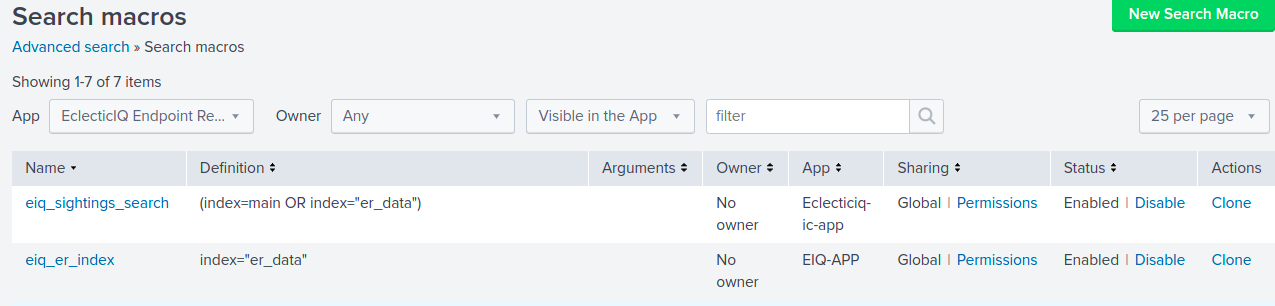 Search macros
New Search Macro
Advanced search » Search macros
Showing 1-7 of 7 items
App EclecticIQ Endpoint Re... Owner Any Visible in the App filter 25 per page
Name Definition Arguments Owner App Sharing Status Actions
eiq_sightings_search (index=main OR index="er_data") No owner Eclecticiq-ic-app Global | Permissions Enabled | Disable Clone
eiq_er_index index="er_data" No owner EIQ-APP Global | Permissions Enabled | Disable Clone